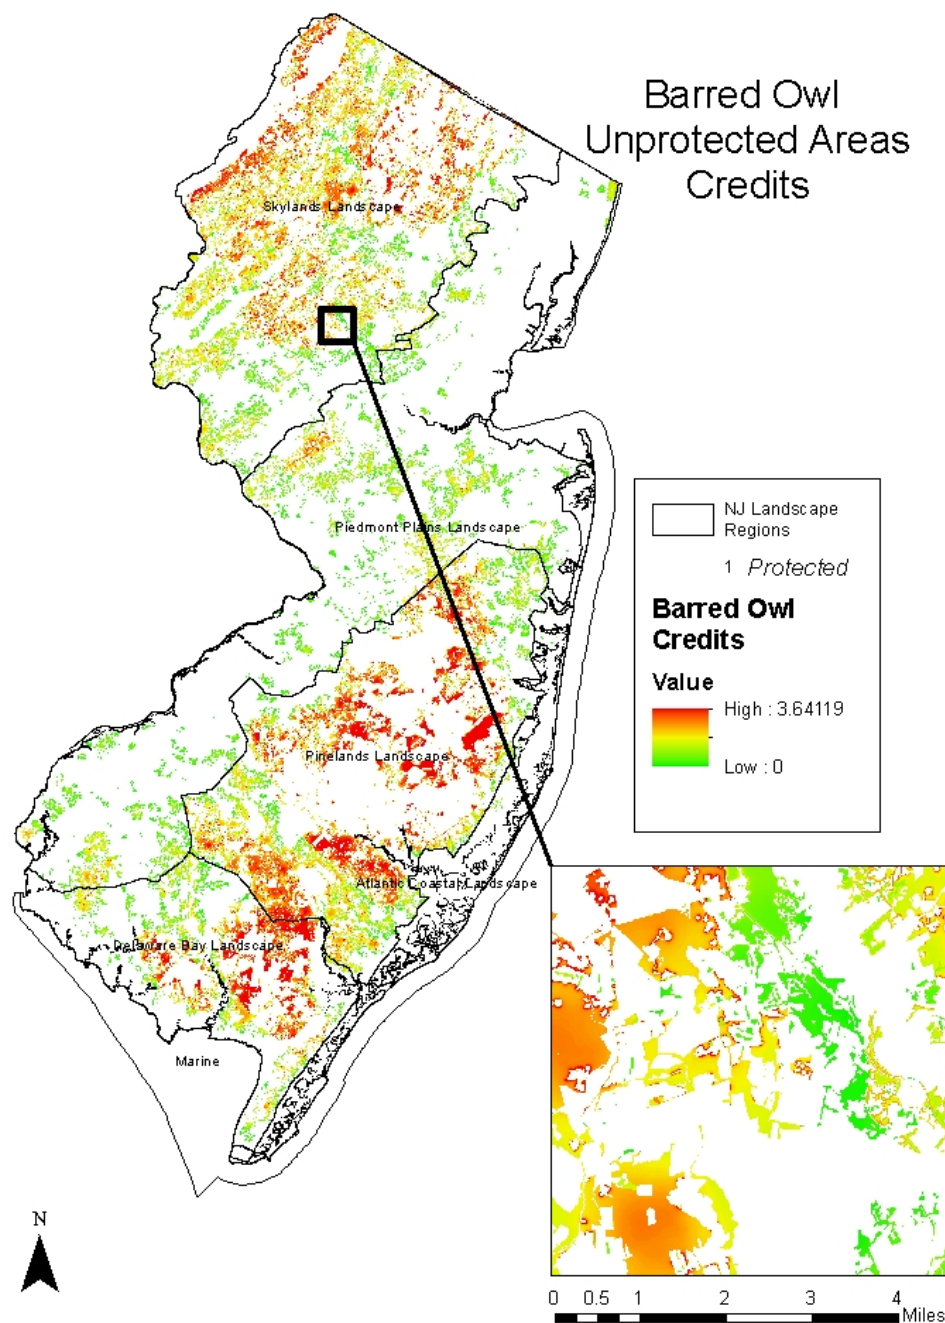 Barred Owl
Unprotected Areas
Credits
Skylands Landscape
NJ Landscape
Regions
1 Protected
Piedmont Plains Landscape
Barred Owl
Credits
Value
High : 3.64119
Low : 0
Pinelands Landscape
Atlantic Coastal Landscape
Delaware Bay Landscape
Marine
N
0 0.5 1 2 3 4
Miles